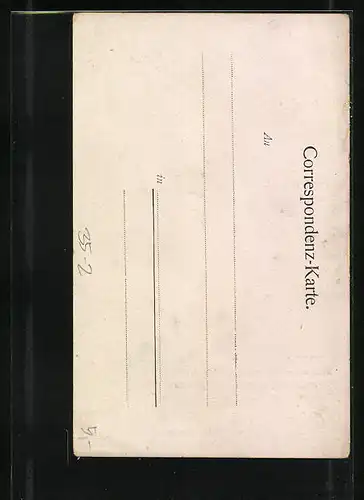 Correspondenz-Karte.
An
in
35-2
5,-